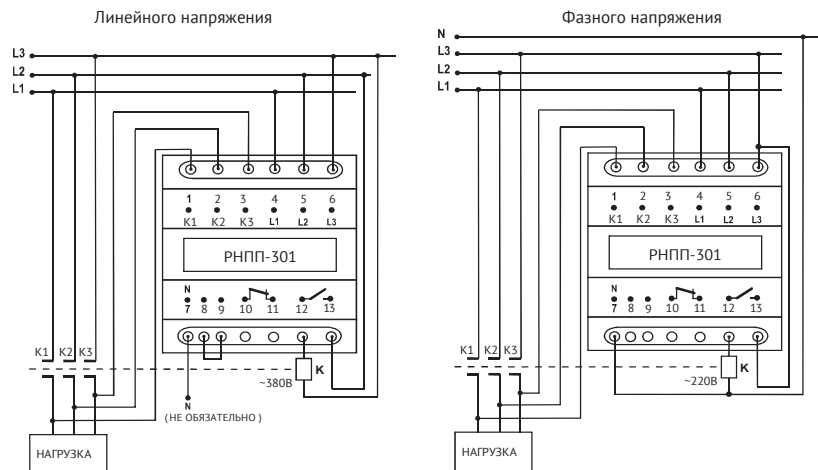 Линейного напряжения
L3
L2
L1
1 2 3 4 5 6
K1 K2 K3 L1 L2 L3
РНПП-301
N
7 8 9 10 11 12 13
K1 K2 K3
K
~380В
N
( НЕ ОБЯЗАТЕЛЬНО )
НАГРУЗКА
Фазного напряжения
N
L3
L2
L1
1 2 3 4 5 6
K1 K2 K3 L1 L2 L3
РНПП-301
N
7 8 9 10 11 12 13
K1 K2 K3
K
~220В
НАГРУЗКА